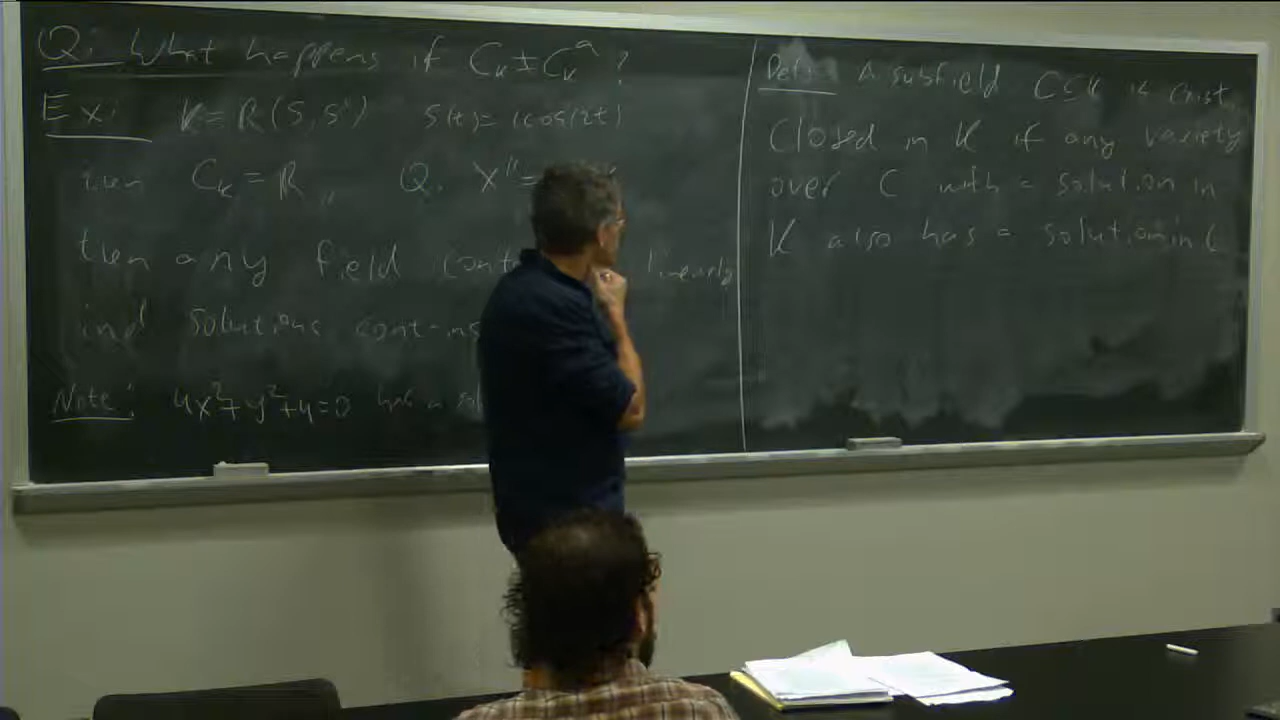 Q: What happens if C_K ≠ C_K^a ?
Ex: K = R(S, S') S(t) = i cos(2t)
then C_K = R Q: X'' =
then any field cont linearly
ind solutions contains
Note: 4x²+y²+4=0 has a sol
Def: A subfield C⊆K is exist.
Closed in K if any variety
over C with a solution in
K also has a solution in C